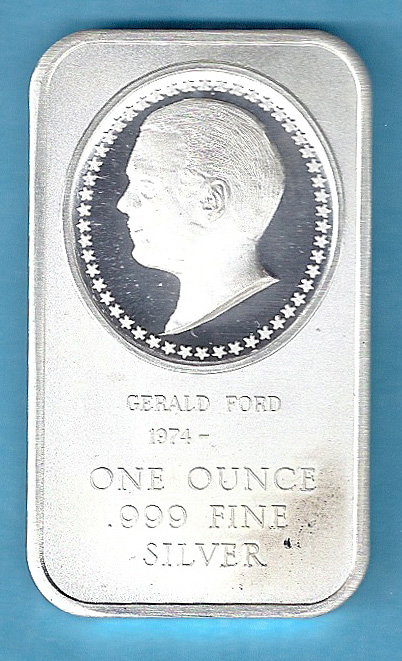 GERALD FORD
1974-
ONE OUNCE
.999 FINE
SILVER